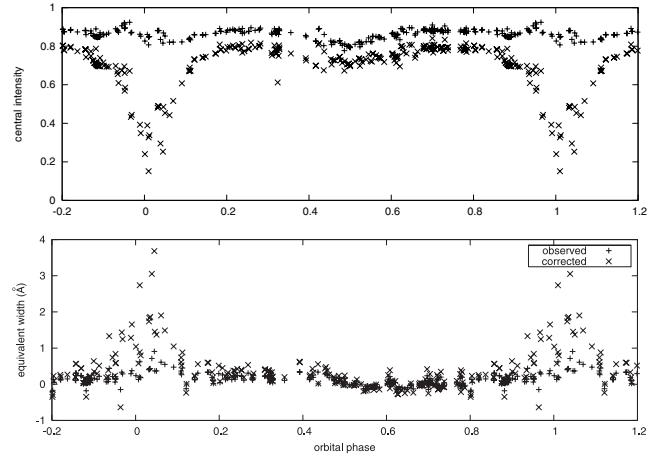 central intensity
1
0.8
0.6
0.4
0.2
0
-0.2 0 0.2 0.4 0.6 0.8 1 1.2
observed +
corrected ×
equivalent width (Å)
4
3
2
1
0
-1
-0.2 0 0.2 0.4 0.6 0.8 1 1.2
orbital phase